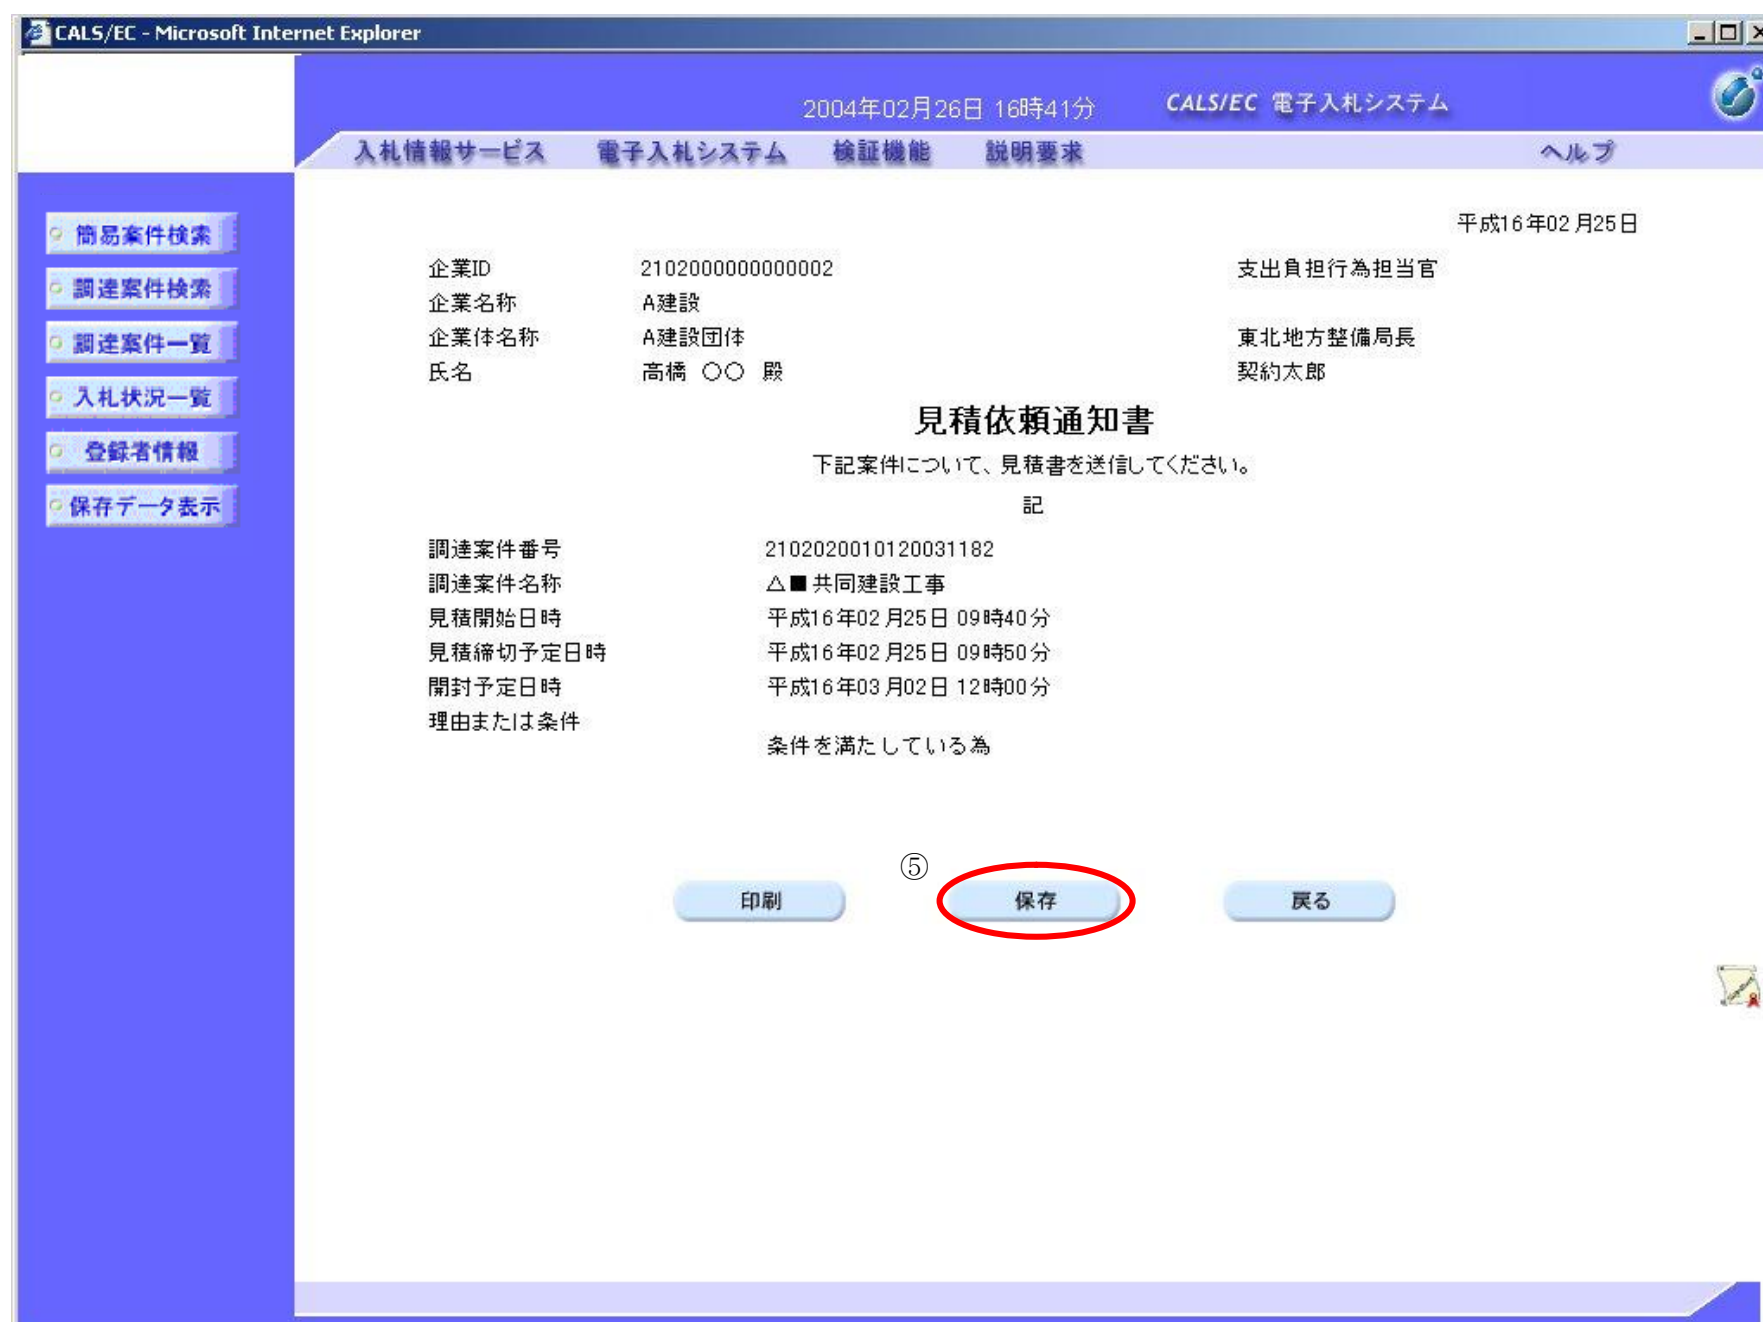 CALS/EC - Microsoft Internet Explorer
2004年02月26日 16時41分 CALS/EC 電子入札システム
入札情報サービス 電子入札システム 検証機能 説明要求 ヘルプ
簡易案件検索
調達案件検索
調達案件一覧
入札状況一覧
登録者情報
保存データ表示
平成16年02月25日
企業ID 2102000000000002 支出負担行為担当官
企業名称 A建設
企業体名称 A建設団体 東北地方整備局長
氏名 高橋 〇〇 殿 契約太郎
見積依頼通知書
下記案件について、見積書を送信してください。
記
調達案件番号 2102020010120031182
調達案件名称 △■共同建設工事
見積開始日時 平成16年02月25日 09時40分
見積締切予定日時 平成16年02月25日 09時50分
開封予定日時 平成16年03月02日 12時00分
理由または条件
条件を満たしている為
⑤
印刷 保存 戻る